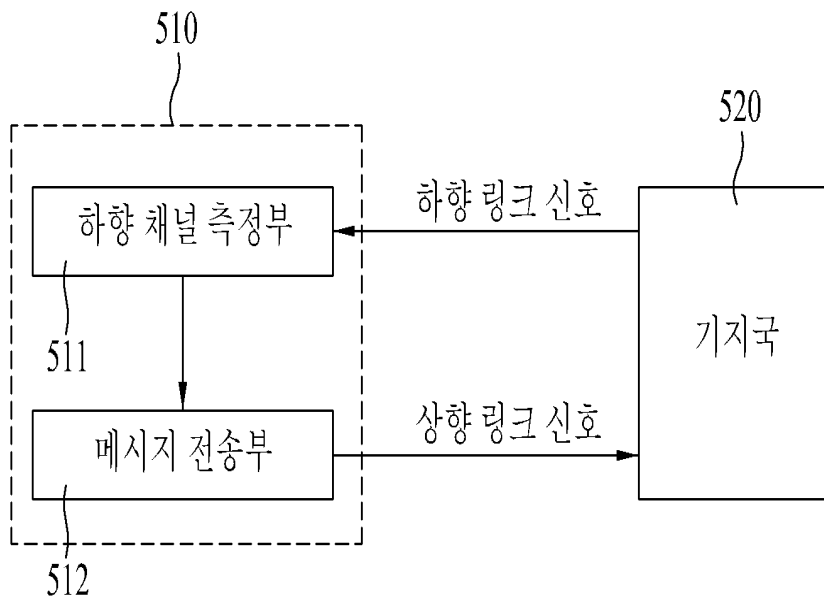 510
520
하향 채널 측정부
하향 링크 신호
511
기지국
메시지 전송부
상향 링크 신호
512